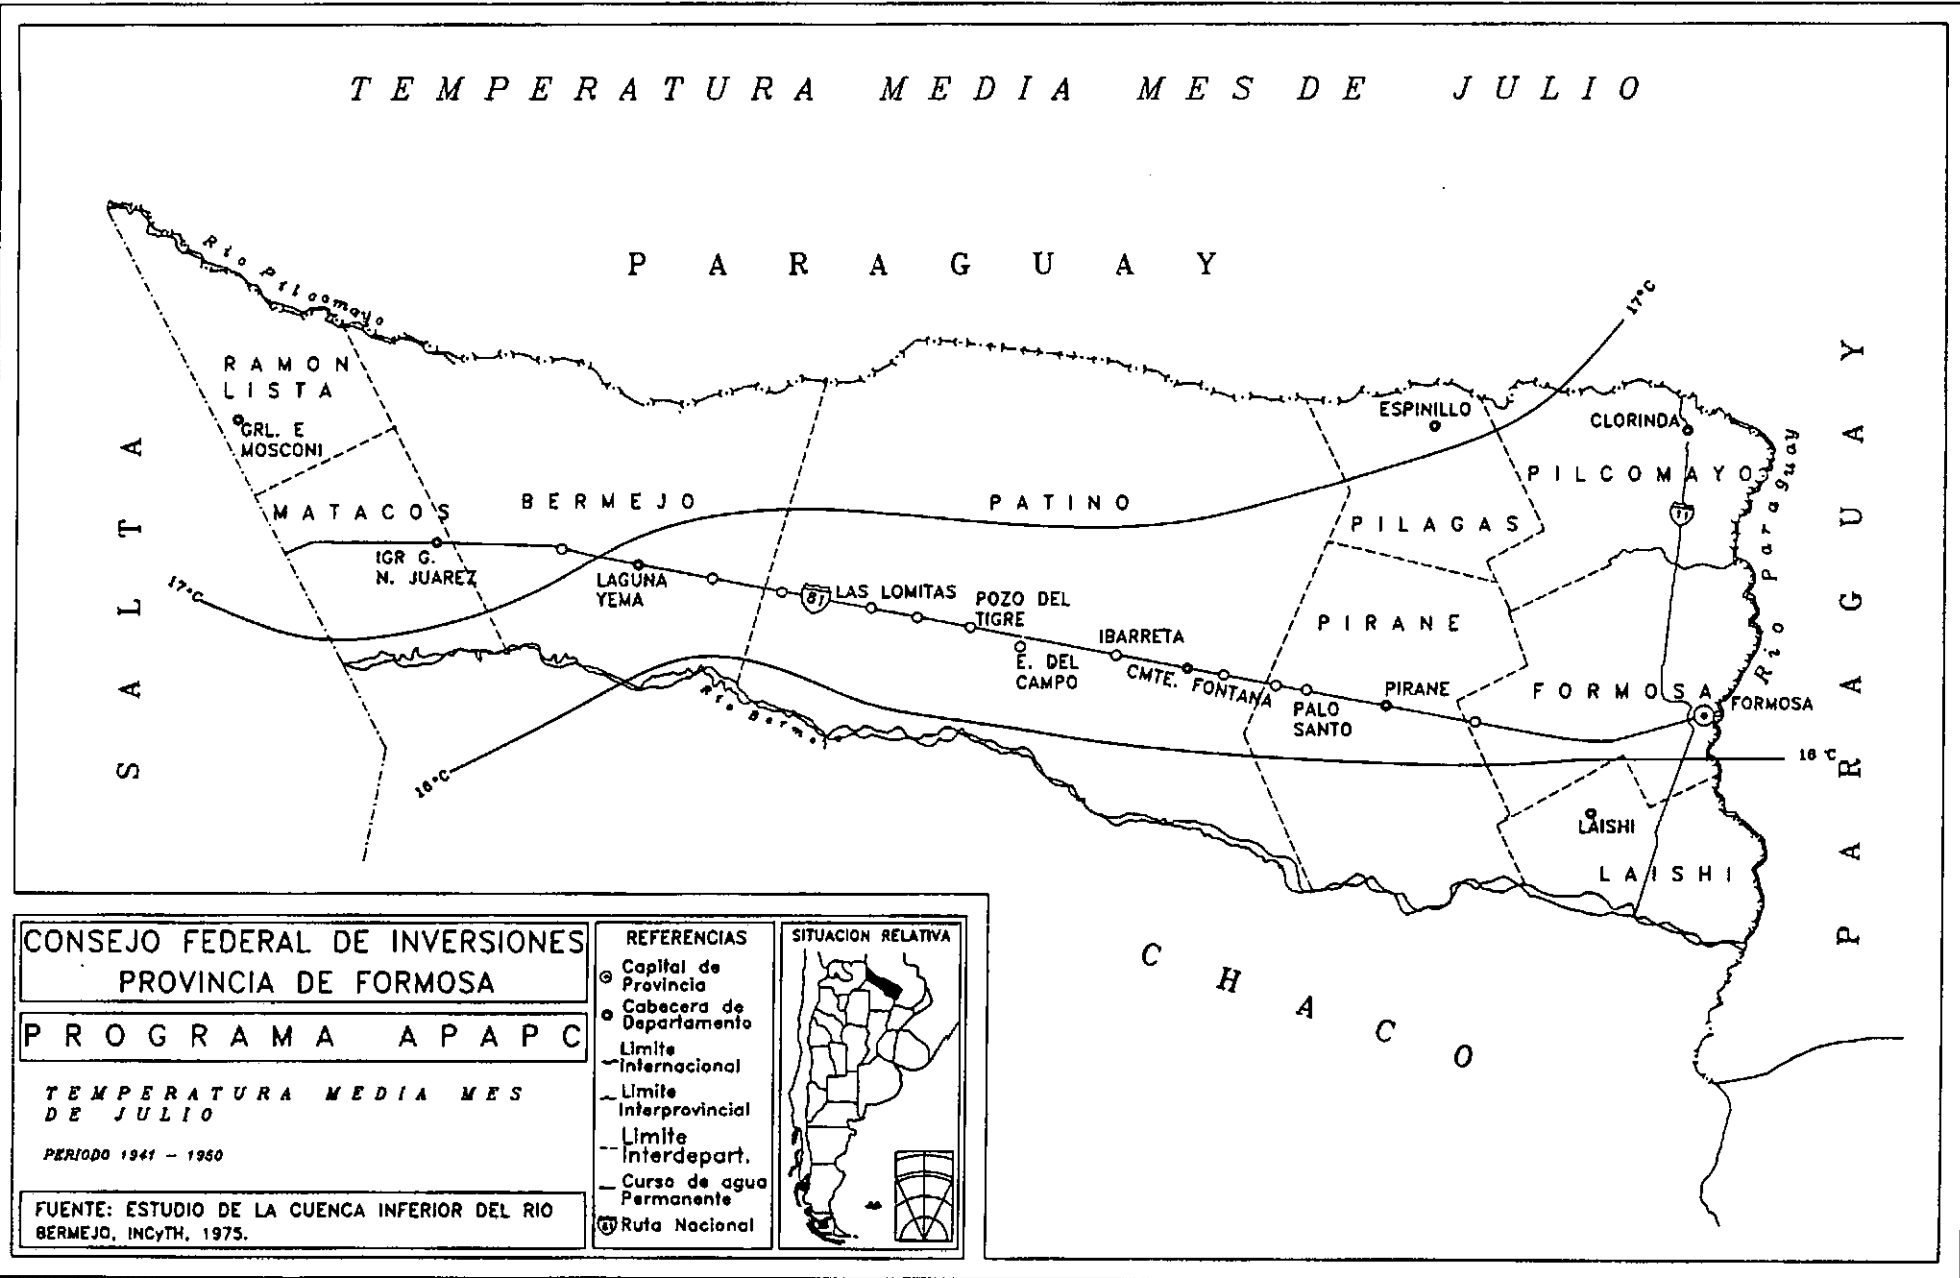 TEMPERATURA MEDIA MES DE JULIO
PARAGUAY
Rio Pilcomayo
17°C
RAMON
LISTA
GRL. E
MOSCONI
MATACOS
BERMEJO
PATINO
ESPINILLO
CLORINDA
PILCOMAYO
PILAGAS
11
Rio Paraguay
PARAGUAY
SALTA
IGR G.
N. JUAREZ
17°C
LAGUNA
YEMA
81
LAS LOMITAS
POZO DEL
TIGRE
E. DEL
CAMPO
IBARRETA
CMTE. FONTANA
PIRANE
PALO
SANTO
PIRANE
FORMOSA
FORMOSA
Rio Bermejo
16°C
16°C
LAISHI
LAISHI
CHACO
CONSEJO FEDERAL DE INVERSIONES
PROVINCIA DE FORMOSA
PROGRAMA APAPC
TEMPERATURA MEDIA MES
DE JULIO
PERIODO 1941 - 1950
FUENTE: ESTUDIO DE LA CUENCA INFERIOR DEL RIO
BERMEJO, INCyTH, 1975.
REFERENCIAS
Capital de
Provincia
Cabecera de
Departamento
Limite
Internacional
Limite
Interprovincial
Limite
Interdepart.
Curso de agua
Permanente
81 Ruta Nacional
SITUACION RELATIVA